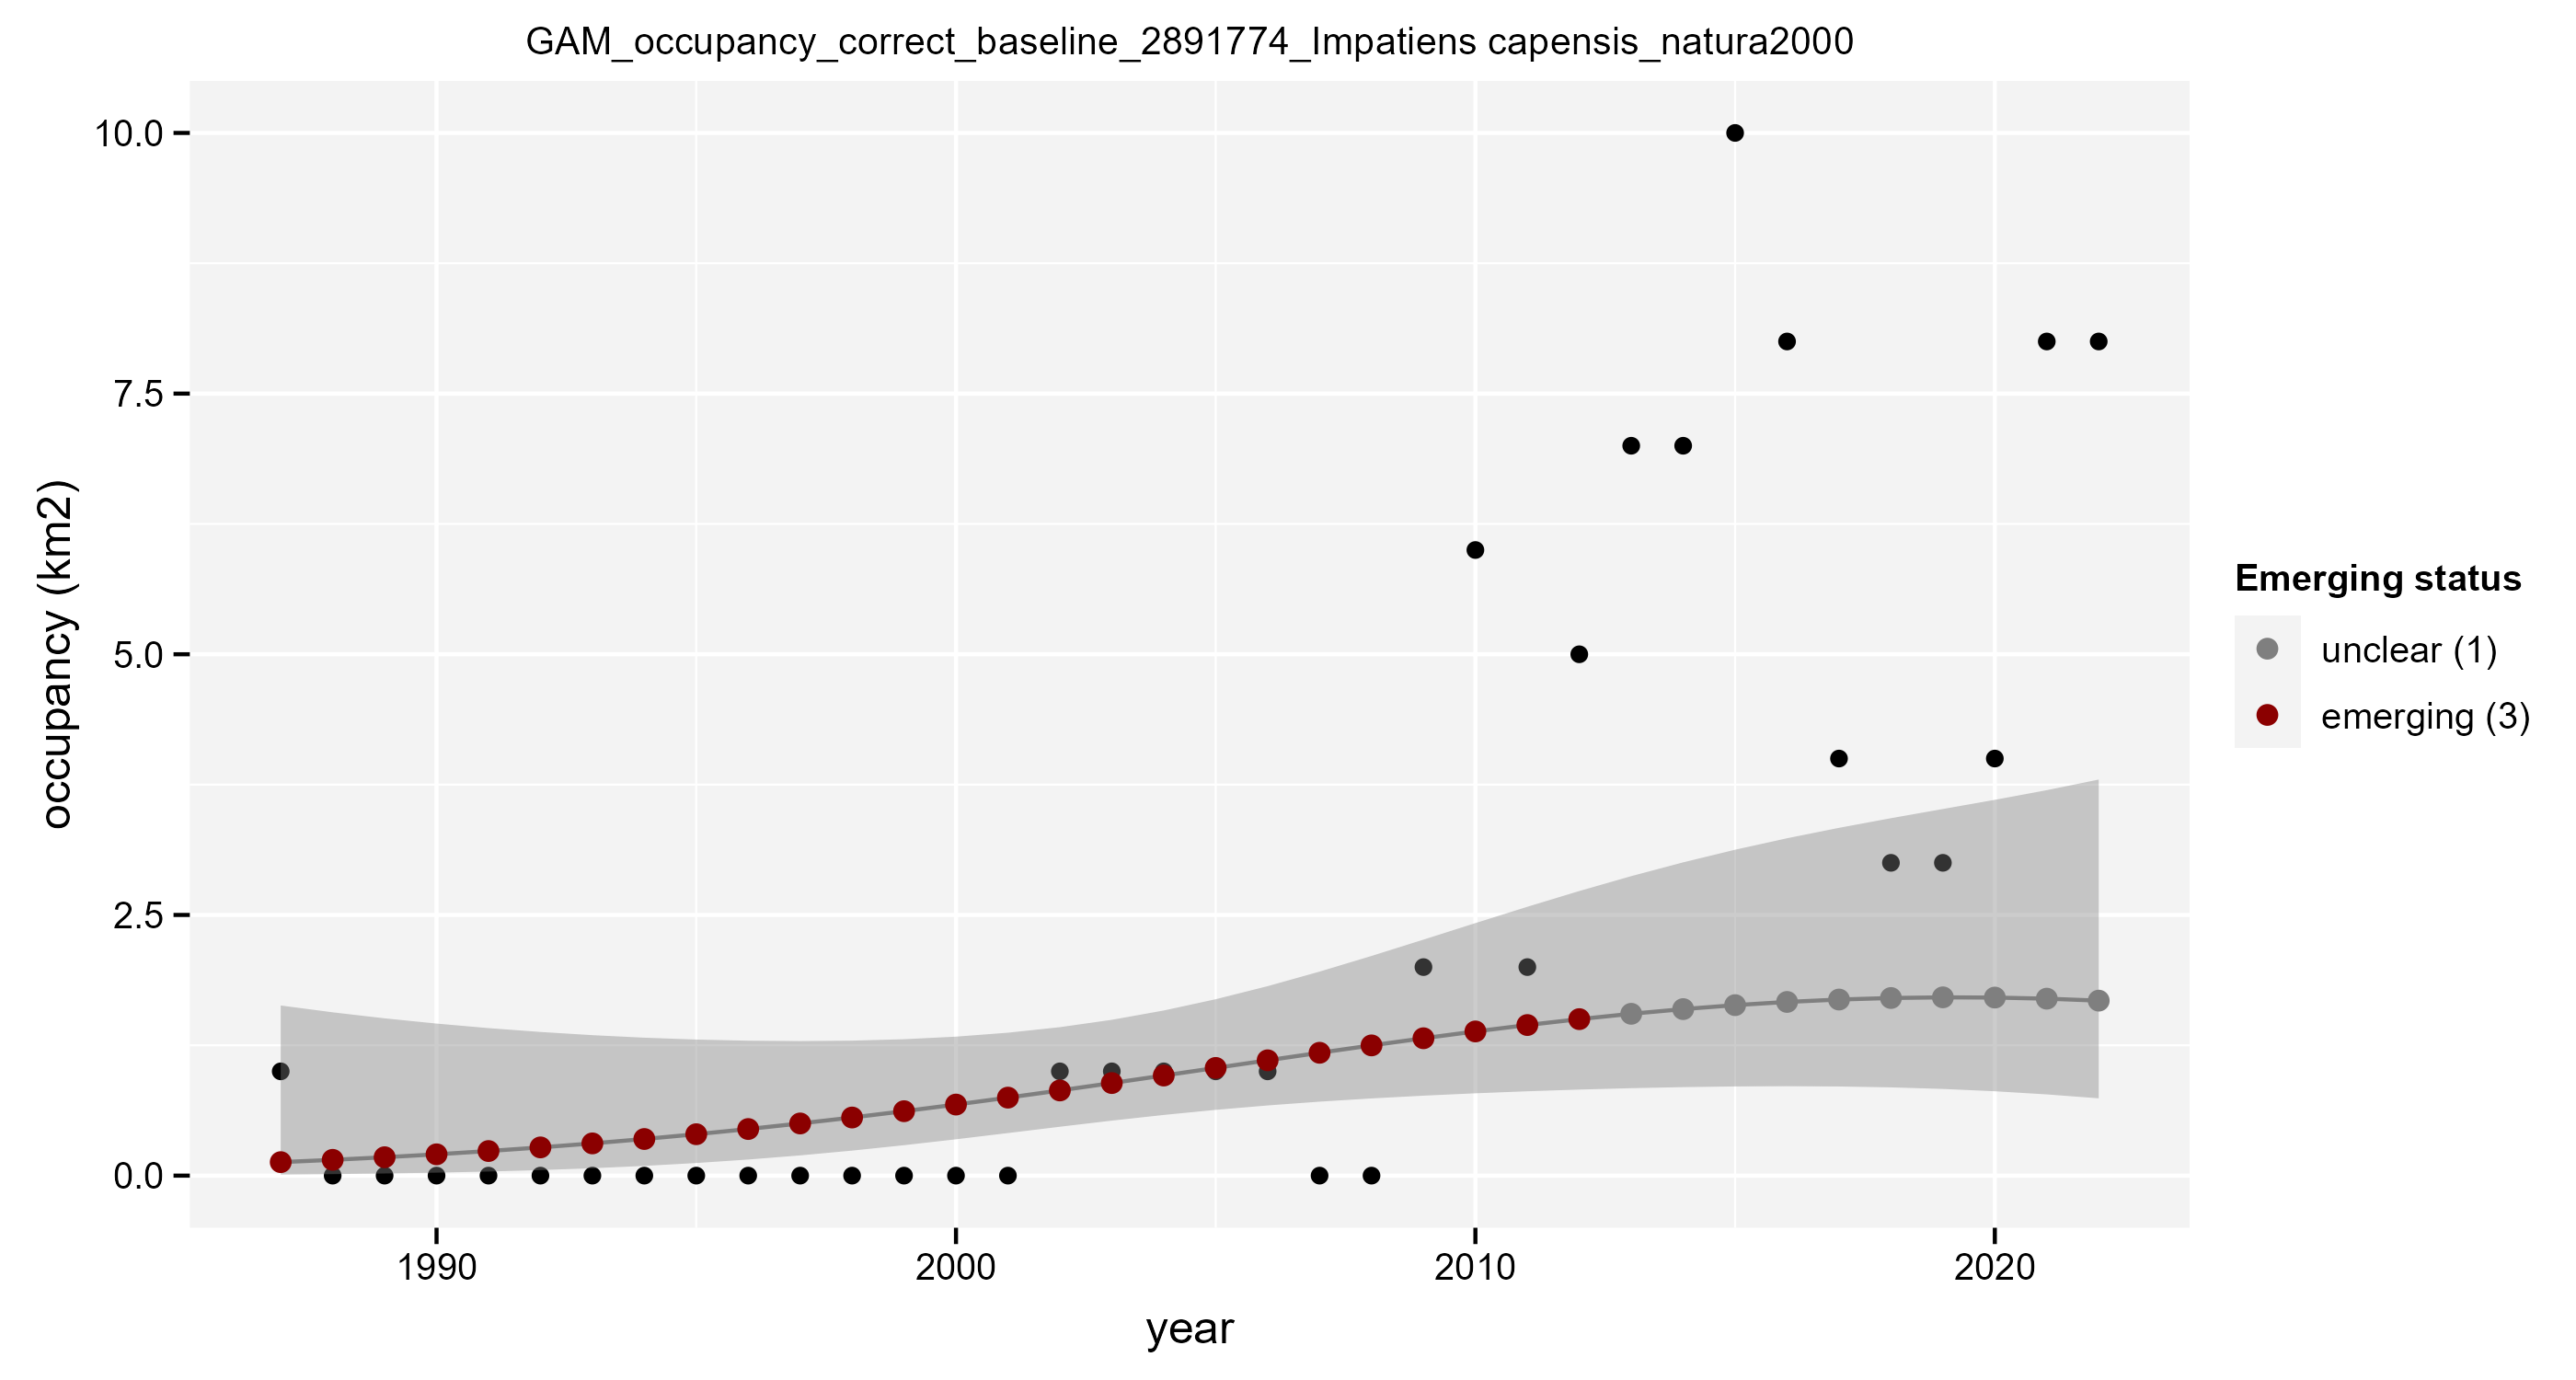 GAM_occupancy_correct_baseline_2891774_Impatiens capensis_natura2000
10.0
7.5
5.0
2.5
0.0
occupancy (km2)
1990
2000
2010
2020
year
Emerging status
unclear (1)
emerging (3)